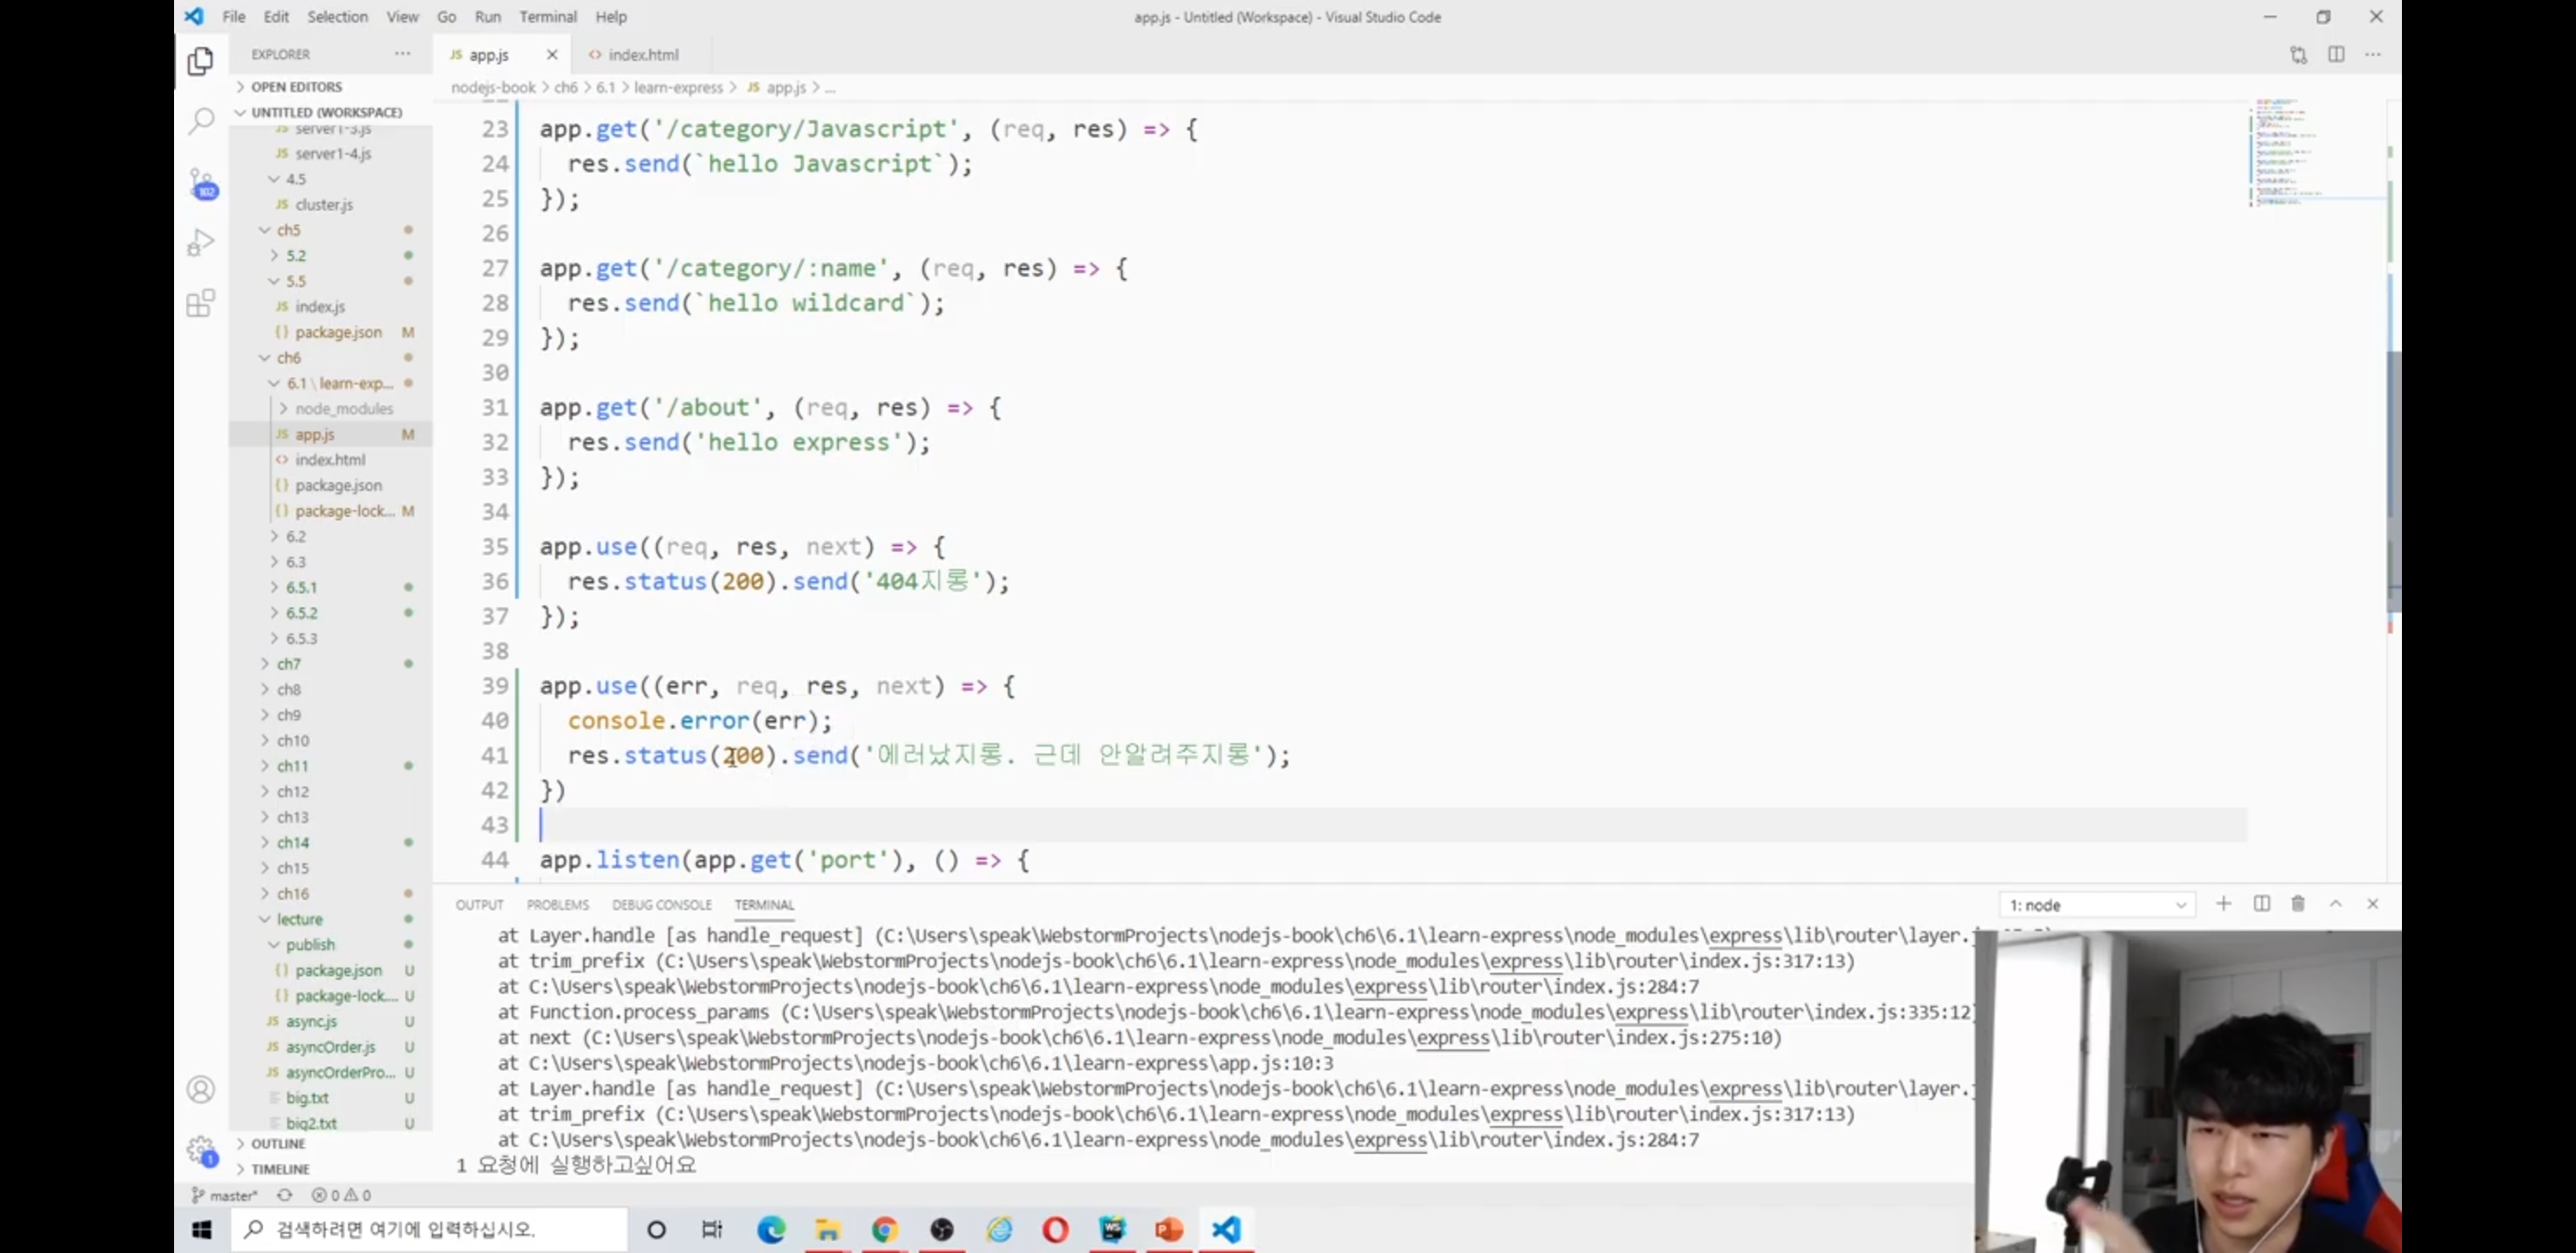 File Edit Selection View Go Run Terminal Help
app.js - Untitled (Workspace) - Visual Studio Code
EXPLORER
OPEN EDITORS
UNTITLED (WORKSPACE)
server1-3.js
server1-4.js
4.5
cluster.js
ch5
5.2
5.5
index.js
package.json M
ch6
6.1 \ learn-exp...
node_modules
app.js M
index.html
package.json
package-lock... M
6.2
6.3
6.5.1
6.5.2
6.5.3
ch7
ch8
ch9
ch10
ch11
ch12
ch13
ch14
ch15
ch16
lecture
publish
package.json U
package-lock.... U
async.js U
asyncOrder.js U
asyncOrderPro... U
big.txt U
big2.txt U
OUTLINE
TIMELINE
102
1
app.js
index.html
nodejs-book > ch6 > 6.1 > learn-express > JS app.js > ...
23 app.get('/category/Javascript', (req, res) => {
24 res.send(`hello Javascript`);
25 });
26
27 app.get('/category/:name', (req, res) => {
28 res.send(`hello wildcard`);
29 });
30
31 app.get('/about', (req, res) => {
32 res.send('hello express');
33 });
34
35 app.use((req, res, next) => {
36 res.status(200).send('404지롱');
37 });
38
39 app.use((err, req, res, next) => {
40 console.error(err);
41 res.status(200).send('에러났지롱. 근데 안알려주지롱');
42 })
43
44 app.listen(app.get('port'), () => {
OUTPUT PROBLEMS DEBUG CONSOLE TERMINAL
1: node
at Layer.handle [as handle_request] (C:\Users\speak\WebstormProjects\nodejs-book\ch6\6.1\learn-express\node_modules\express\lib\router\layer.j
at trim_prefix (C:\Users\speak\WebstormProjects\nodejs-book\ch6\6.1\learn-express\node_modules\express\lib\router\index.js:317:13)
at C:\Users\speak\WebstormProjects\nodejs-book\ch6\6.1\learn-express\node_modules\express\lib\router\index.js:284:7
at Function.process_params (C:\Users\speak\WebstormProjects\nodejs-book\ch6\6.1\learn-express\node_modules\express\lib\router\index.js:335:12)
at next (C:\Users\speak\WebstormProjects\nodejs-book\ch6\6.1\learn-express\node_modules\express\lib\router\index.js:275:10)
at C:\Users\speak\WebstormProjects\nodejs-book\ch6\6.1\learn-express\app.js:10:3
at Layer.handle [as handle_request] (C:\Users\speak\WebstormProjects\nodejs-book\ch6\6.1\learn-express\node_modules\express\lib\router\layer.j
at trim_prefix (C:\Users\speak\WebstormProjects\nodejs-book\ch6\6.1\learn-express\node_modules\express\lib\router\index.js:317:13)
at C:\Users\speak\WebstormProjects\nodejs-book\ch6\6.1\learn-express\node_modules\express\lib\router\index.js:284:7
1 요청에 실행하고싶어요
master* 0 0
검색하려면 여기에 입력하십시오.